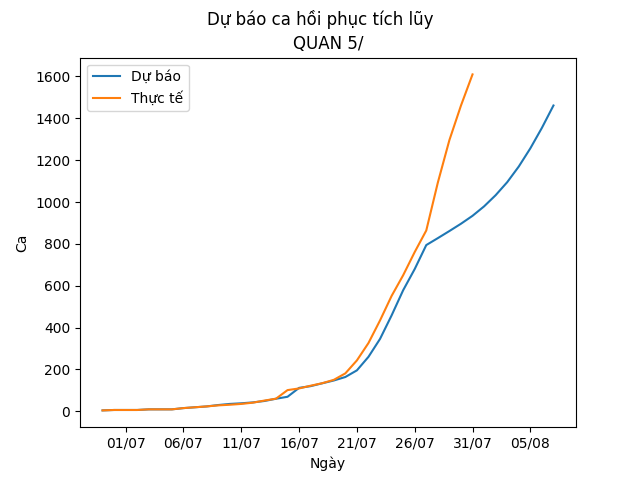 Dự báo ca hồi phục tích lũy
QUAN 5/
Dự báo
Thực tế
1600
1400
1200
1000
800
600
400
200
0
Ca
01/07 06/07 11/07 16/07 21/07 26/07 31/07 05/08
Ngày